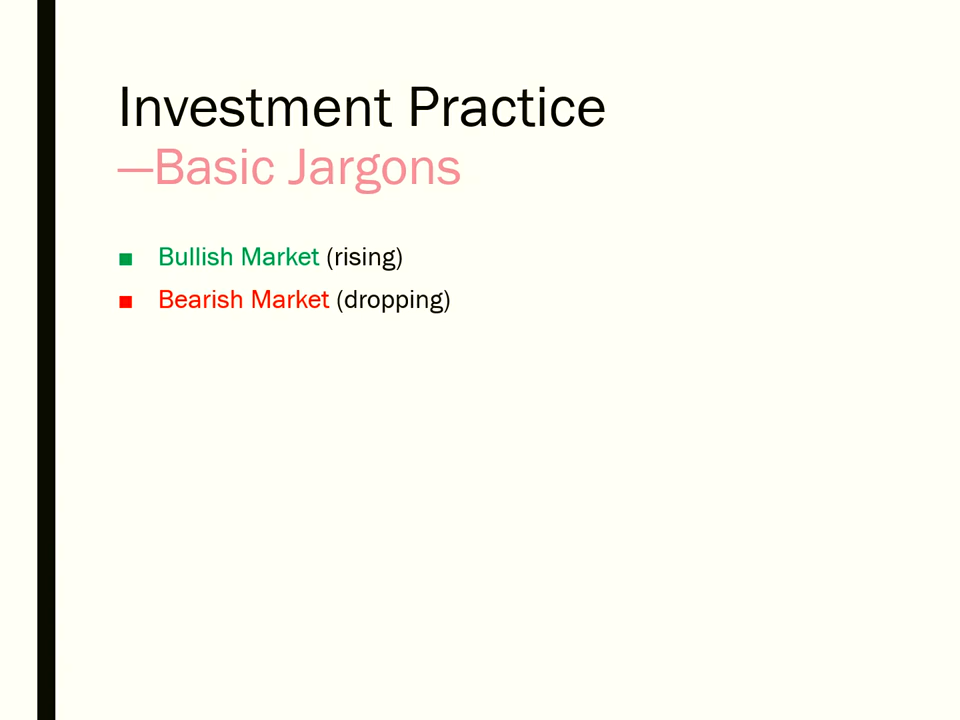 Investment Practice
—Basic Jargons
■ Bullish Market (rising)
■ Bearish Market (dropping)